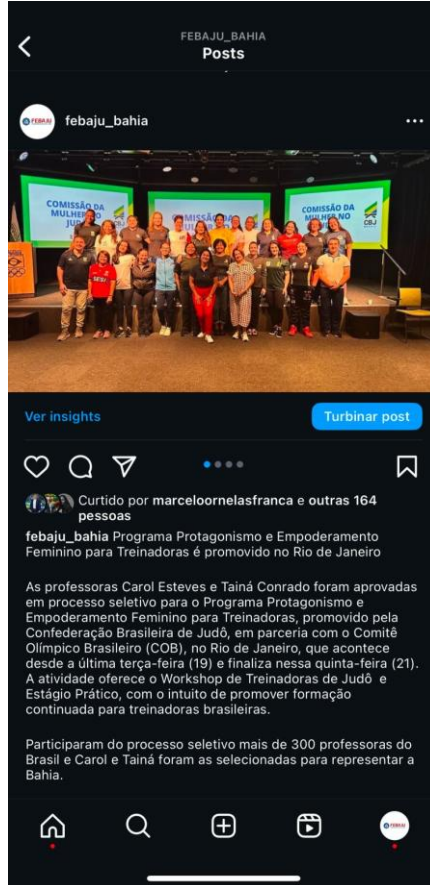 FEBAJU_BAHIA
Posts
FEBAJU
febaju_bahia
COMISSÃO DA
MULHER NO
JUDÔ
COMISSÃO DA
MULHER NO
CBJ
COMISSÃO DA
MULHER NO
CBJ
Ver insights
Turbinar post
Curtido por marceloornelasfranca e outras 164
pessoas
febaju_bahia Programa Protagonismo e Empoderamento
Feminino para Treinadoras é promovido no Rio de Janeiro
As professoras Carol Esteves e Tainá Conrado foram aprovadas
em processo seletivo para o Programa Protagonismo e
Empoderamento Feminino para Treinadoras, promovido pela
Confederação Brasileira de Judô, em parceria com o Comitê
Olímpico Brasileiro (COB), no Rio de Janeiro, que acontece
desde a última terça-feira (19) e finaliza nessa quinta-feira (21).
A atividade oferece o Workshop de Treinadoras de Judô e
Estágio Prático, com o intuito de promover formação
continuada para treinadoras brasileiras.
Participaram do processo seletivo mais de 300 professoras do
Brasil e Carol e Tainá foram as selecionadas para representar a
Bahia.
FEBAJU